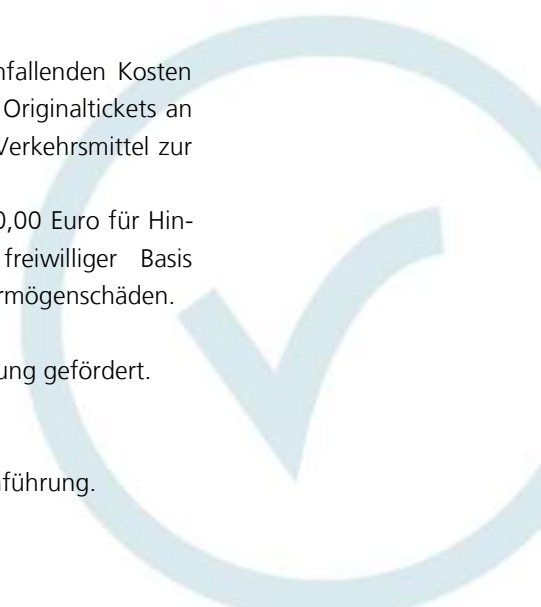 nfallenden Kosten
Originaltickets an
Verkehrsmittel zur
0,00 Euro für Hin-
freiwilliger Basis
rmögenschäden.
ung gefördert.
führung.